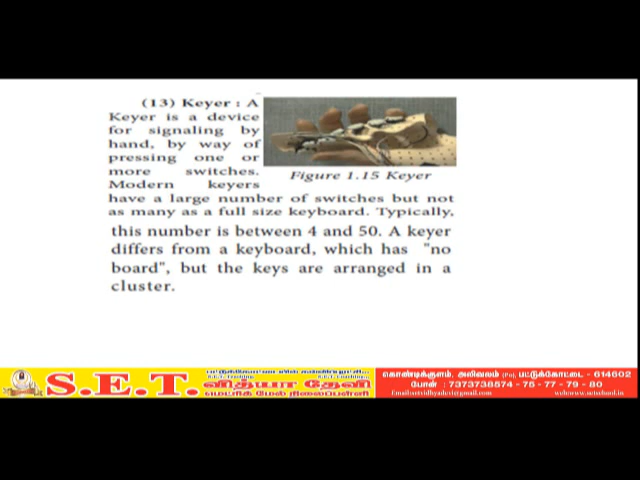 (13) Keyer : A
Keyer is a device
for signaling by
hand, by way of
pressing one or
more switches.
Modern keyers
Figure 1.15 Keyer
have a large number of switches but not
as many as a full size keyboard. Typically,
this number is between 4 and 50. A keyer
differs from a keyboard, which has "no
board", but the keys are arranged in a
cluster.
S.E.T.
வித்யா தேவி
மெட்ரிக் மேல் நிலைப்பள்ளி
கொண்டிக்குளம், அலிவலம் (Po), பட்டுக்கோட்டை - 614602
போன் : 7373738574 - 75 - 77 - 79 - 80